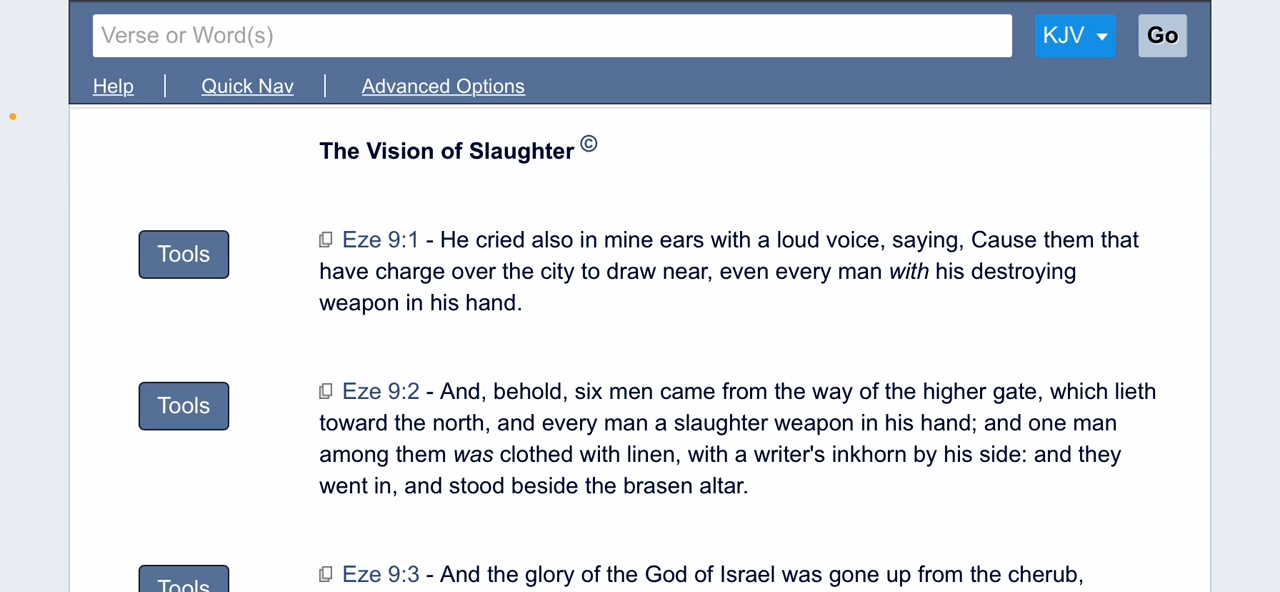 Verse or Word(s)
KJV
Go
Help
Quick Nav
Advanced Options
The Vision of Slaughter ©
Tools
Eze 9:1 - He cried also in mine ears with a loud voice, saying, Cause them that
have charge over the city to draw near, even every man with his destroying
weapon in his hand.
Tools
Eze 9:2 - And, behold, six men came from the way of the higher gate, which lieth
toward the north, and every man a slaughter weapon in his hand; and one man
among them was clothed with linen, with a writer's inkhorn by his side: and they
went in, and stood beside the brasen altar.
Tools
Eze 9:3 - And the glory of the God of Israel was gone up from the cherub,